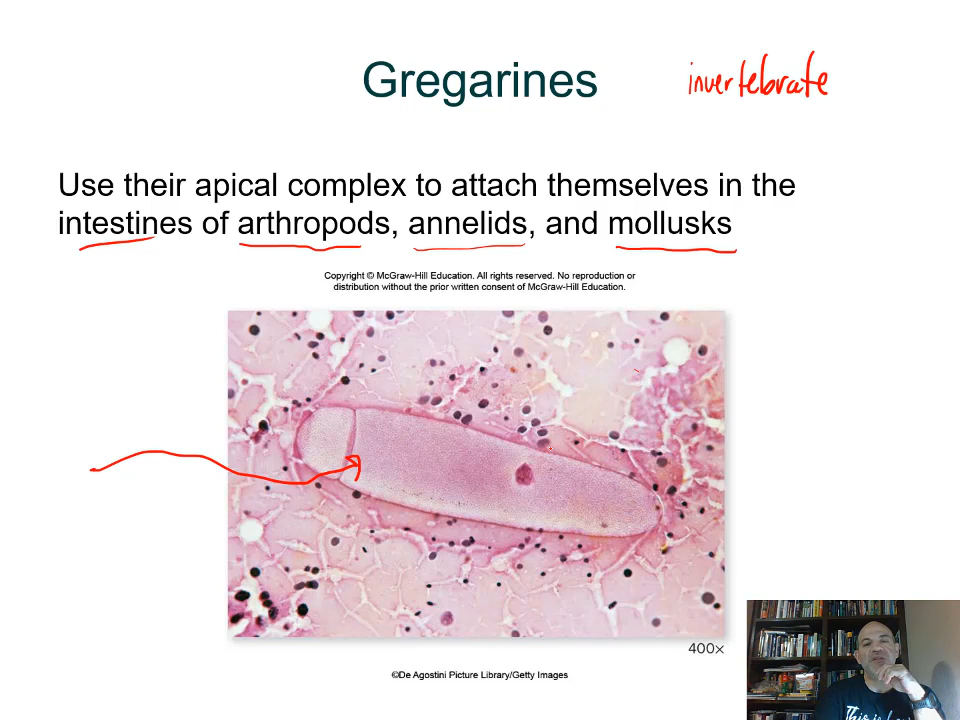 Gregarines
invertebrate
Use their apical complex to attach themselves in the
intestines of arthropods, annelids, and mollusks
Copyright © McGraw-Hill Education. All rights reserved. No reproduction or
distribution without the prior written consent of McGraw-Hill Education.
400×
©De Agostini Picture Library/Getty Images
This is